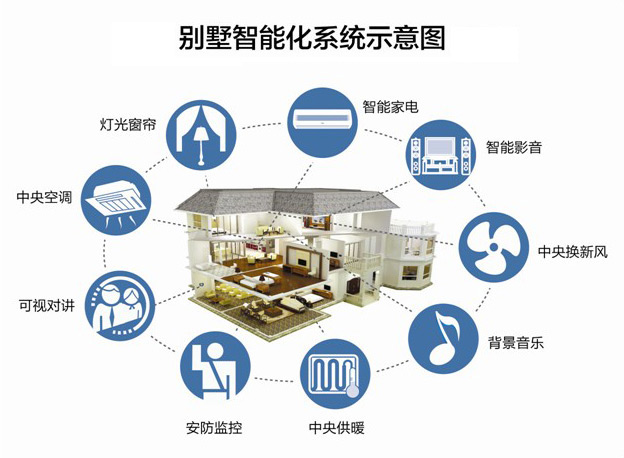 别墅智能化系统示意图
灯光窗帘
智能家电
智能影音
中央空调
中央换新风
可视对讲
背景音乐
安防监控
中央供暖